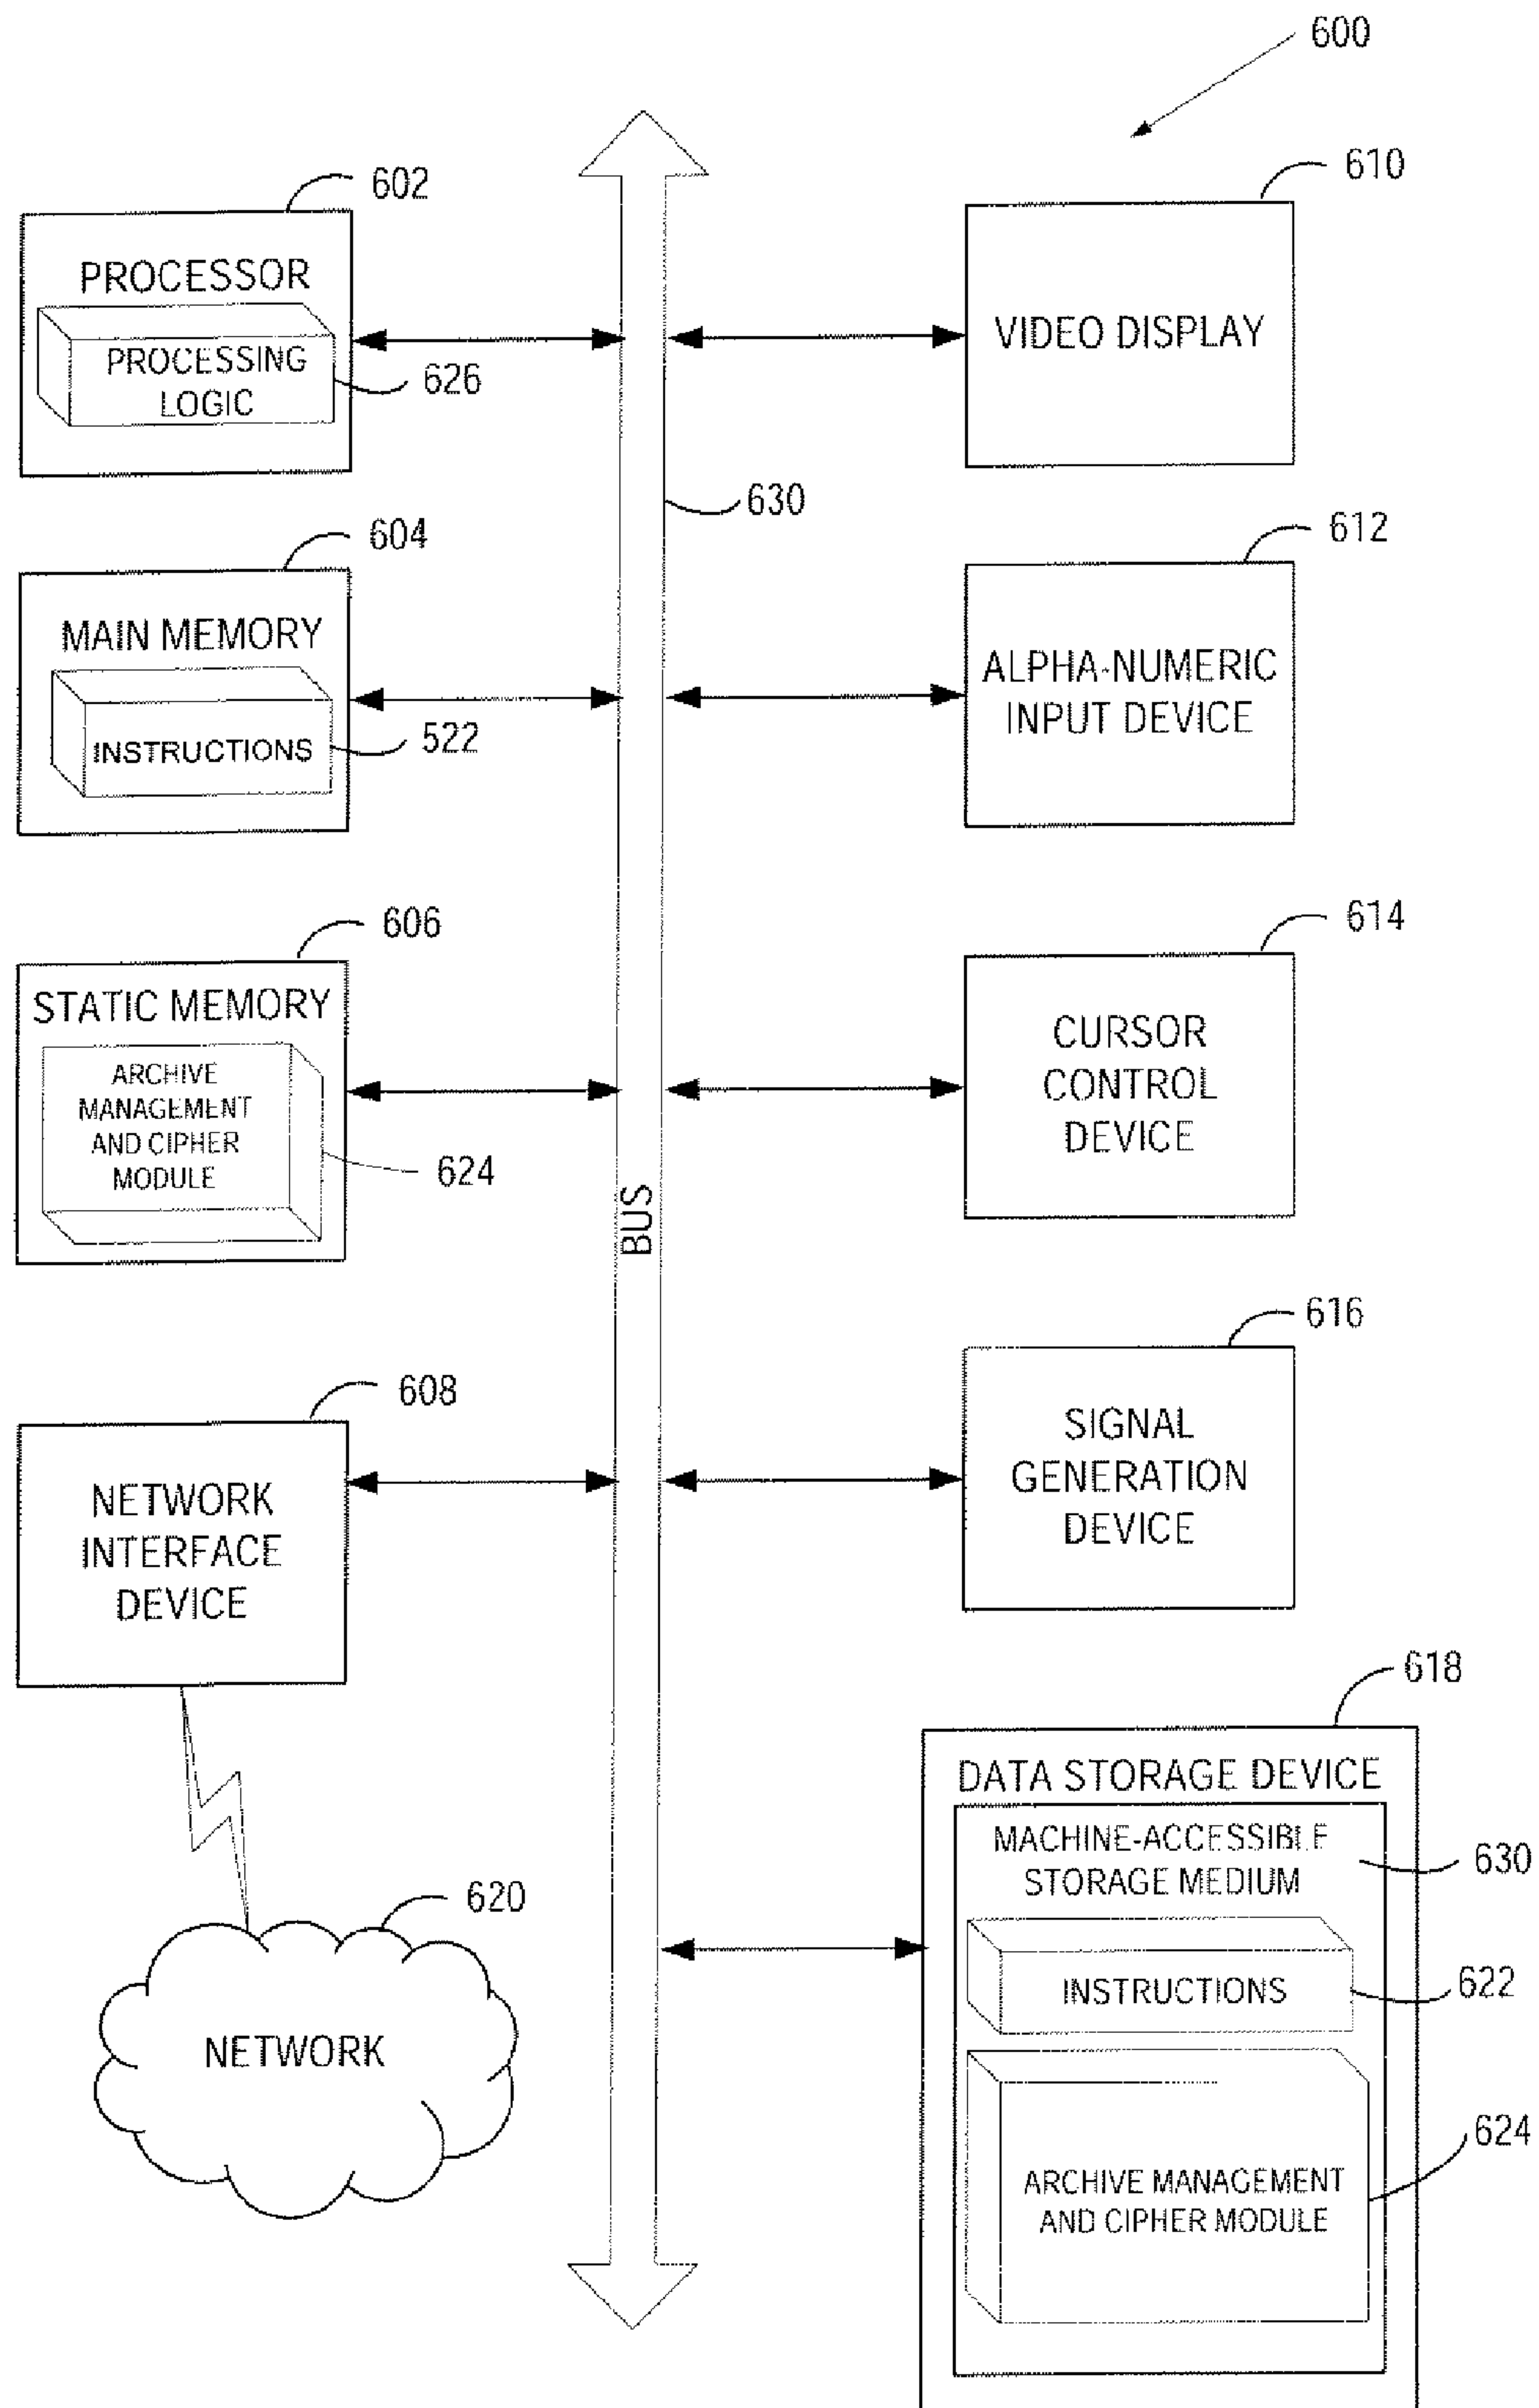 600
602
PROCESSOR
PROCESSING
LOGIC
626
610
VIDEO DISPLAY
630
604
MAIN MEMORY
INSTRUCTIONS
522
612
ALPHA-NUMERIC
INPUT DEVICE
606
STATIC MEMORY
ARCHIVE
MANAGEMENT
AND CIPHER
MODULE
624
614
CURSOR
CONTROL
DEVICE
BUS
608
NETWORK
INTERFACE
DEVICE
616
SIGNAL
GENERATION
DEVICE
620
NETWORK
618
DATA STORAGE DEVICE
MACHINE-ACCESSIBLE
STORAGE MEDIUM
630
INSTRUCTIONS
622
ARCHIVE MANAGEMENT
AND CIPHER MODULE
624